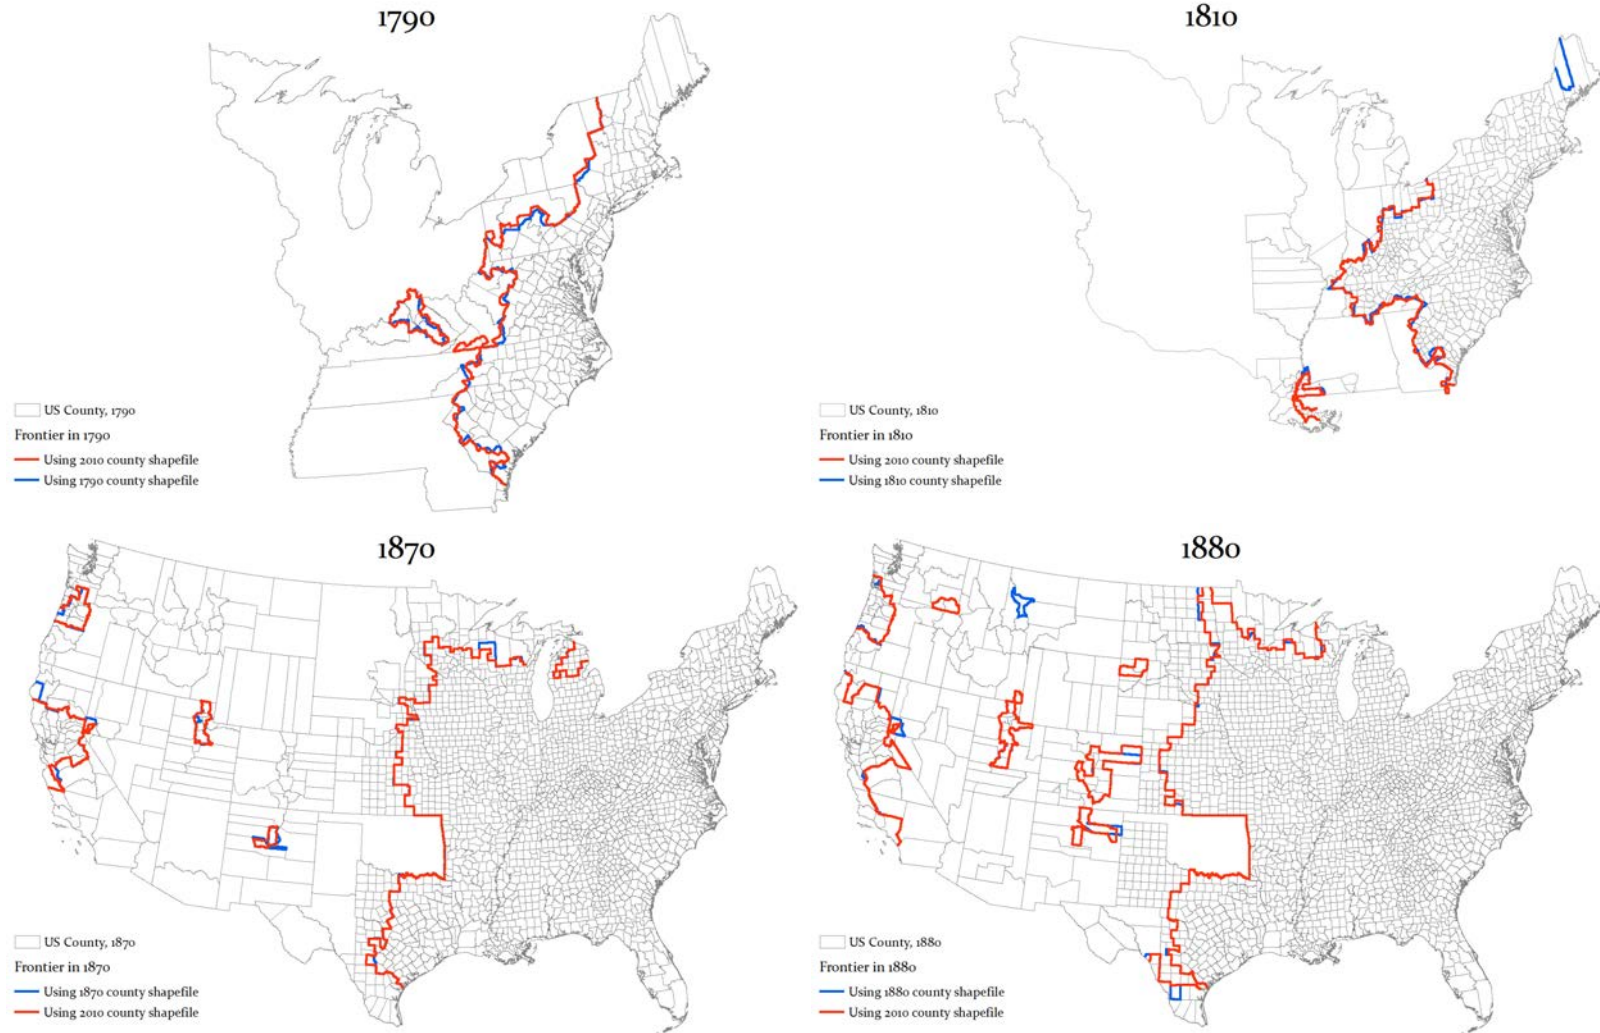 1790
US County, 1790
Frontier in 1790
Using 2010 county shapefile
Using 1790 county shapefile
1810
US County, 1810
Frontier in 1810
Using 2010 county shapefile
Using 1810 county shapefile
1870
US County, 1870
Frontier in 1870
Using 1870 county shapefile
Using 2010 county shapefile
1880
US County, 1880
Frontier in 1880
Using 1880 county shapefile
Using 2010 county shapefile